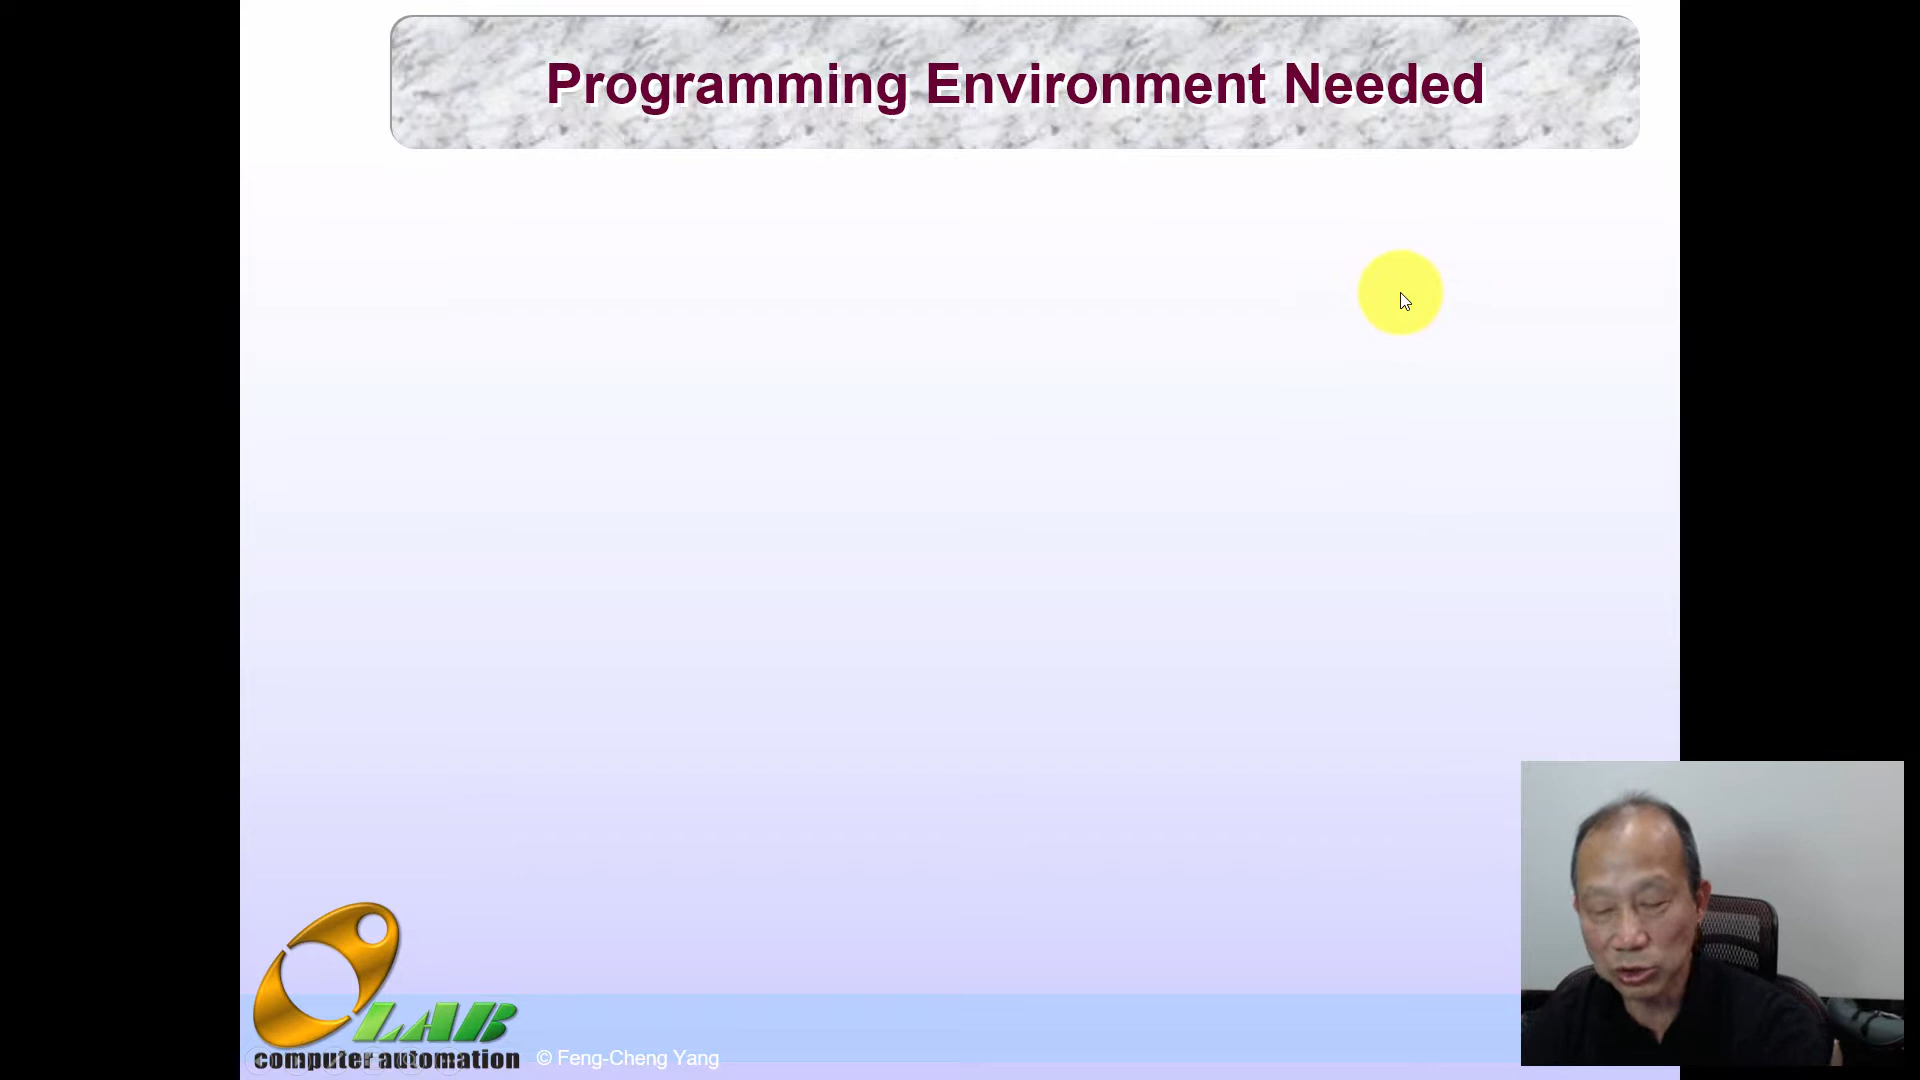 Programming Environment Needed
LAB
computer automation
© Feng-Cheng Yang